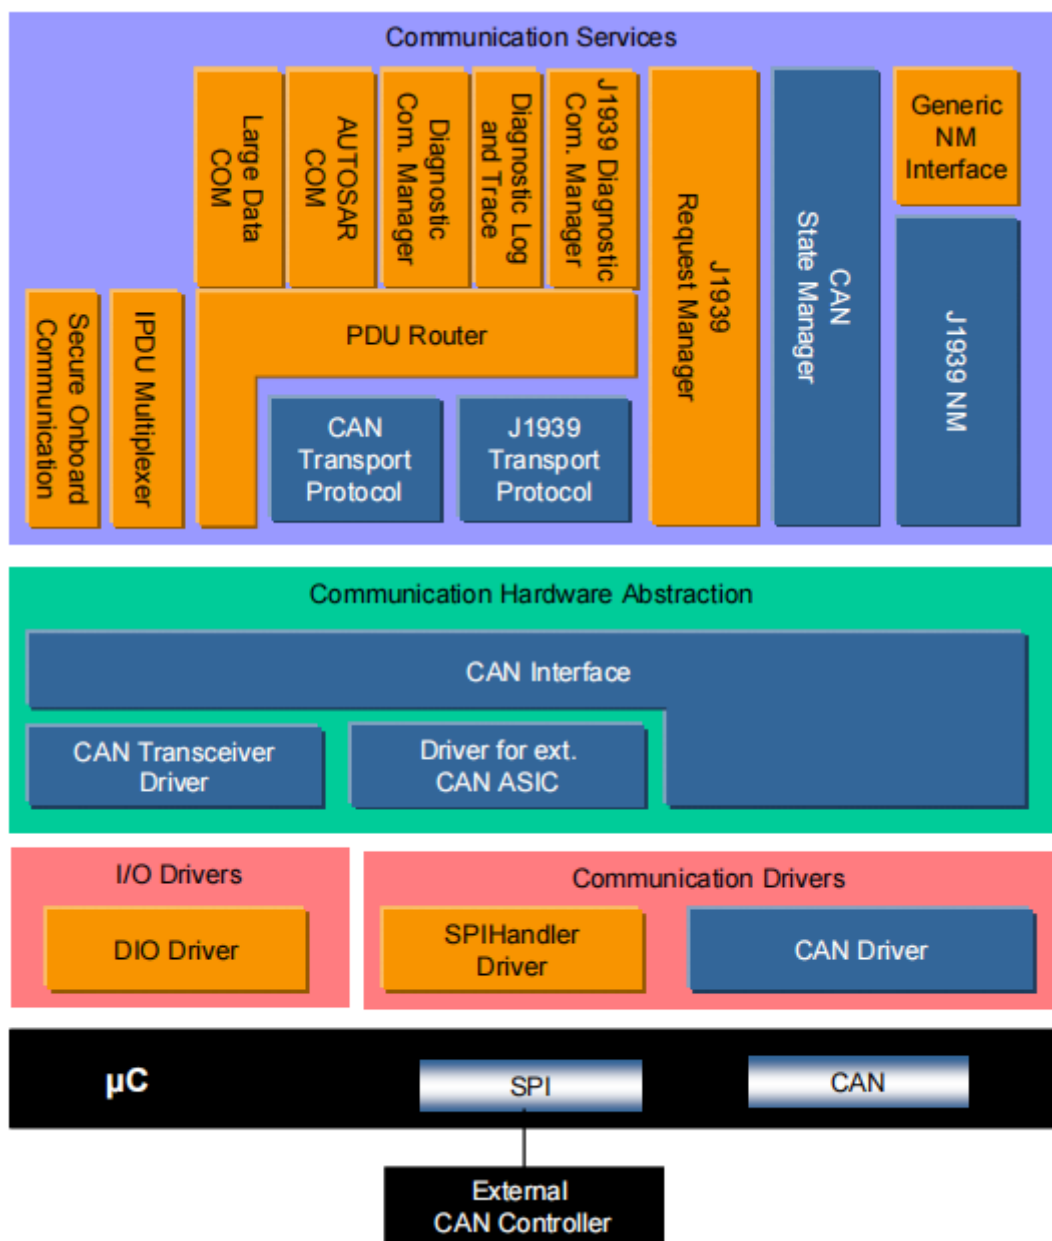 Communication Services
Large Data
COM
AUTOSAR
COM
Diagnostic
Com. Manager
Diagnostic Log
and Trace
J1939 Diagnostic
Com. Manager
J1939
Request Manager
CAN
State Manager
Generic
NM
Interface
J1939 NM
Secure Onboard
Communication
IPDU Multiplexer
PDU Router
CAN
Transport
Protocol
J1939
Transport
Protocol
Communication Hardware Abstraction
CAN Interface
CAN Transceiver
Driver
Driver for ext.
CAN ASIC
I/O Drivers
DIO Driver
Communication Drivers
SPIHandler
Driver
CAN Driver
µC
SPI
CAN
External
CAN Controller